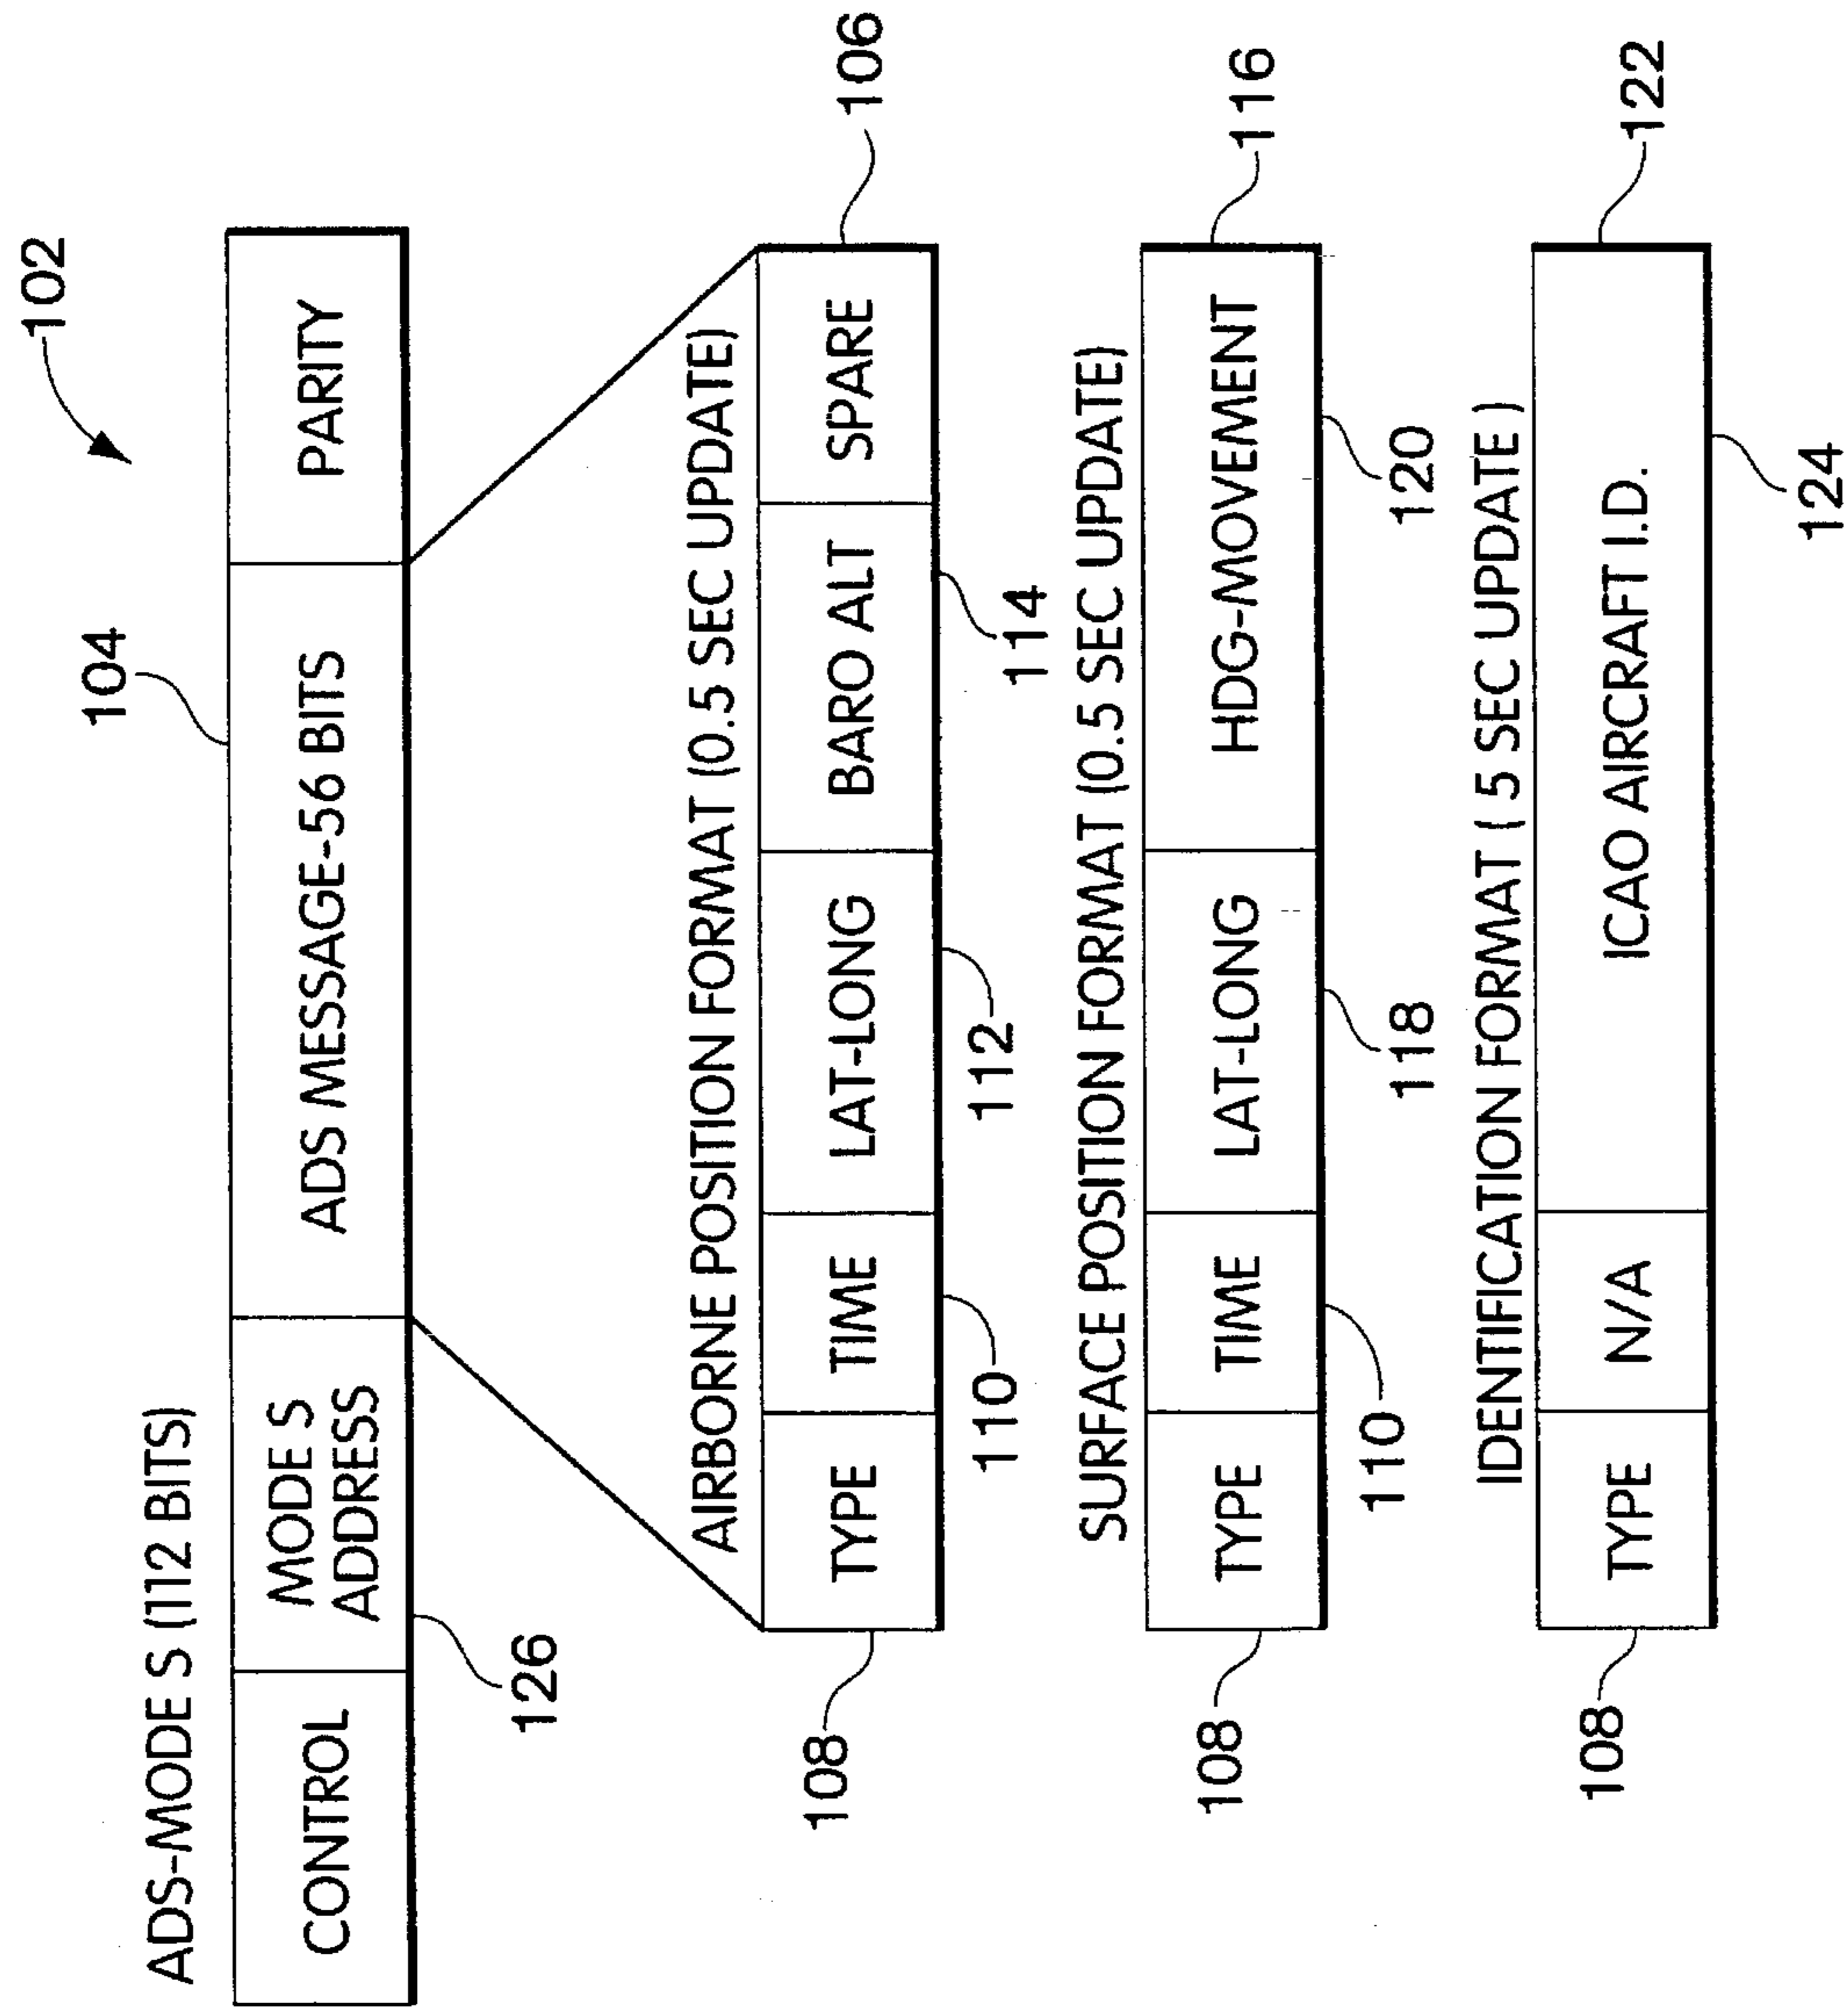 102
ADS-MODE S (112 BITS)
104
CONTROL
MODE S
ADDRESS
ADS MESSAGE-56 BITS
PARITY
126
AIRBORNE POSITION FORMAT (0.5 SEC UPDATE)
106
TYPE
TIME
LAT-LONG
BARO ALT
SPARE
108
110
112
114
SURFACE POSITION FORMAT (0.5 SEC UPDATE)
116
TYPE
TIME
LAT-LONG
HDG-MOVEMENT
108
110
118
120
IDENTIFICATION FORMAT ( 5 SEC UPDATE )
122
TYPE
N/A
ICAO AIRCRAFT I.D.
108
124